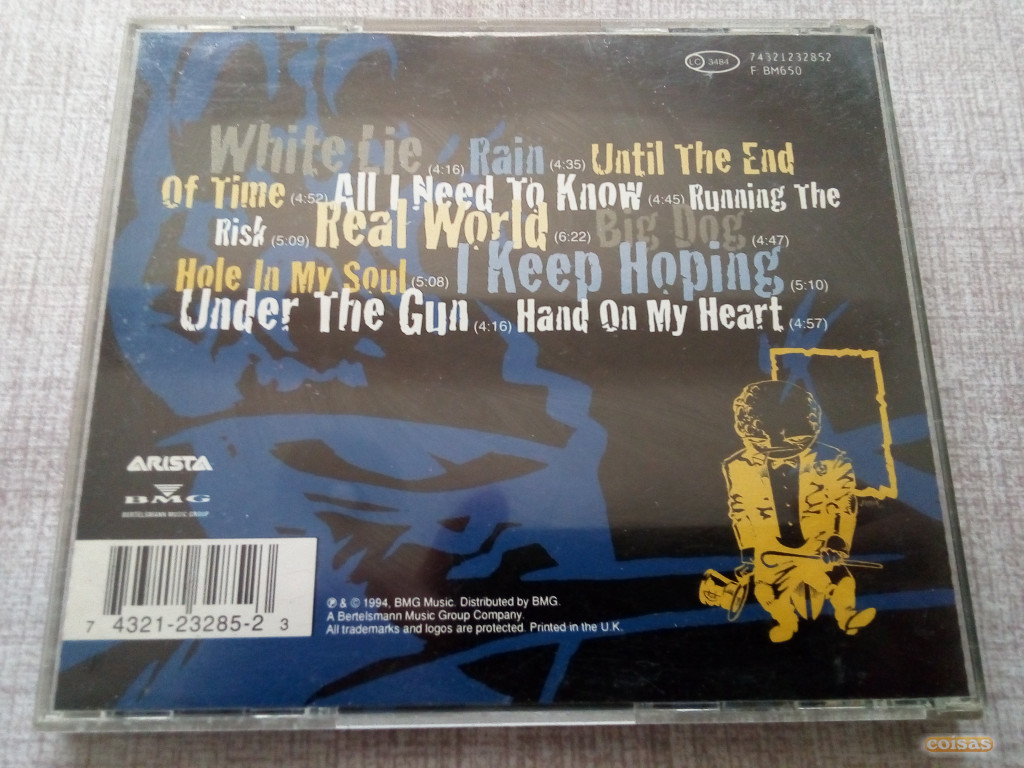 LC 3484
74321232852
F BM650
White Lie (4:16) Rain (4:35) Until The End
Of Time (4:52) All I Need To Know (4:45) Running The
Risk (5:09) Real World (6:22) Big Dog (4:47)
Hole In My Soul (5:08) I Keep Hoping (5:10)
Under The Gun (4:16) Hand On My Heart (4:57)
ARISTA
BMG
BERTELSMANN MUSIC GROUP
7 4321-23285-2 3
℗ & © 1994, BMG Music. Distributed by BMG.
A Bertelsmann Music Group Company.
All trademarks and logos are protected. Printed in the U.K.
coisas